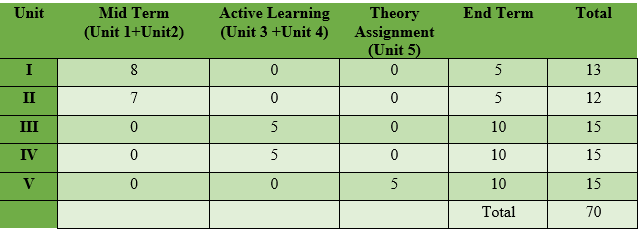 Unit Mid Term Active Learning Theory End Term Total
(Unit 1+Unit2) (Unit 3 +Unit 4) Assignment
(Unit 5)
I 8 0 0 5 13
II 7 0 0 5 12
III 0 5 0 10 15
IV 0 5 0 10 15
V 0 0 5 10 15
Total 70